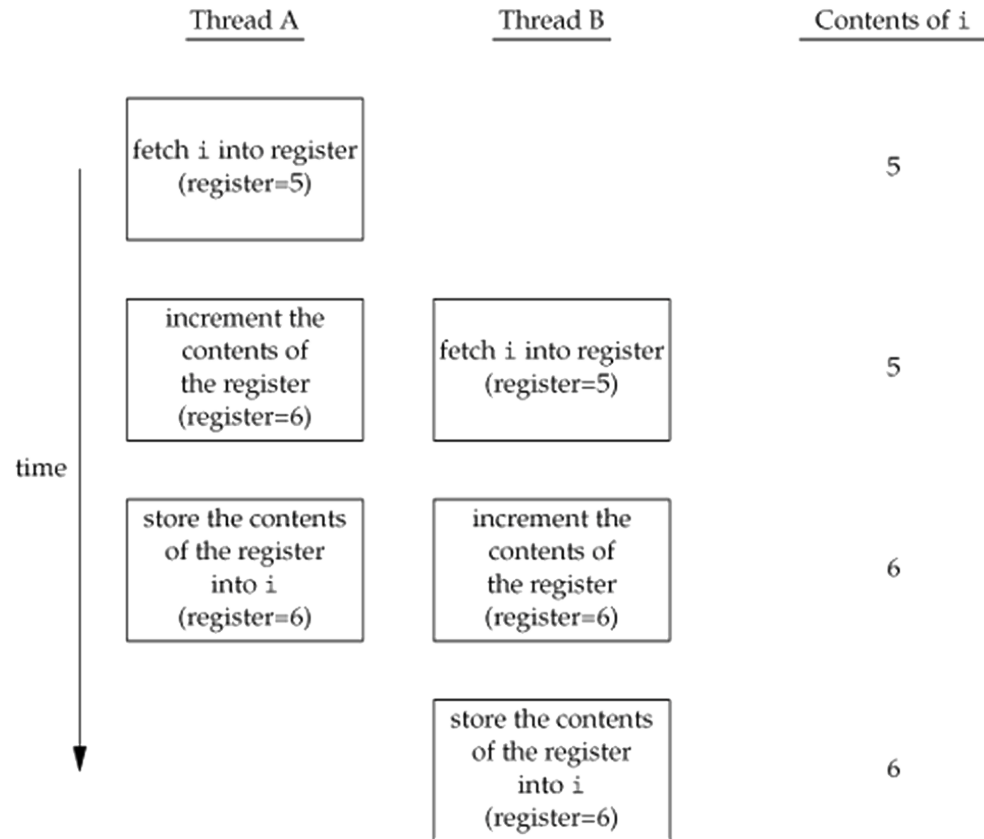 Thread A
Thread B
Contents of i
fetch i into register
(register=5)
5
increment the
contents of
the register
(register=6)
fetch i into register
(register=5)
5
time
store the contents
of the register
into i
(register=6)
increment the
contents of
the register
(register=6)
6
store the contents
of the register
into i
(register=6)
6